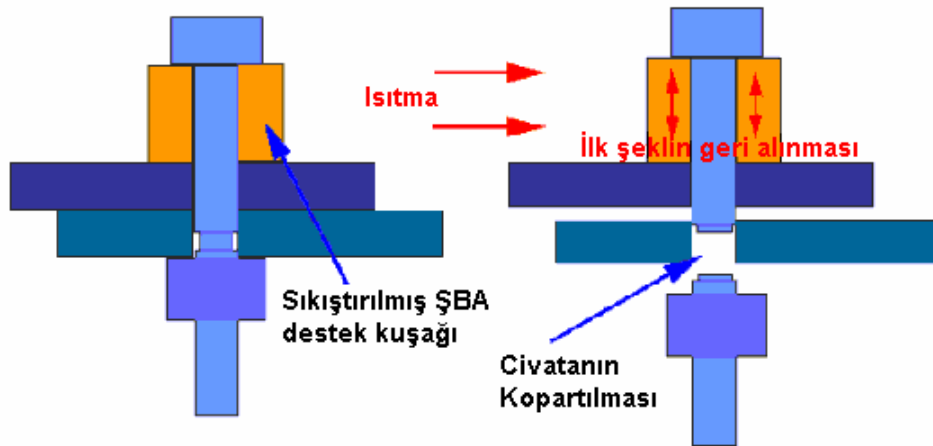 Isıtma
İlk şeklin geri alınması
Sıkıştırılmış ŞBA
destek kuşağı
Civatanın
Kopartılması